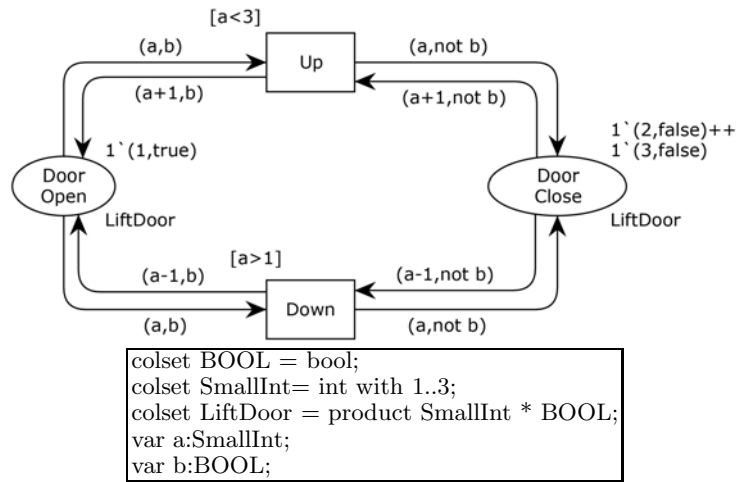 [a<3]
(a,b)
Up
(a,not b)
(a+1,b)
(a+1,not b)
1`(2,false)++
1`(3,false)
1`(1,true)
Door
Open
Door
Close
LiftDoor
LiftDoor
[a>1]
(a-1,b)
(a-1,not b)
Down
(a,b)
(a,not b)
colset BOOL = bool;
colset SmallInt= int with 1..3;
colset LiftDoor = product SmallInt * BOOL;
var a:SmallInt;
var b:BOOL;